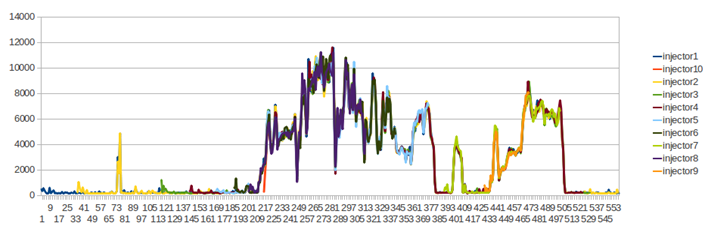 14000
12000
10000
8000
6000
4000
2000
0
9 25 41 57 73 89 105 121 137 153 169 185 201 217 233 249 265 281 297 313 329 345 361 377 393 409 425 441 457 473 489 505 521 537 553
1 17 33 49 65 81 97 113 129 145 161 177 193 209 225 241 257 273 289 305 321 337 353 369 385 401 417 433 449 465 481 497 513 529 545
injector1
injector10
injector2
injector3
injector4
injector5
injector6
injector7
injector8
injector9